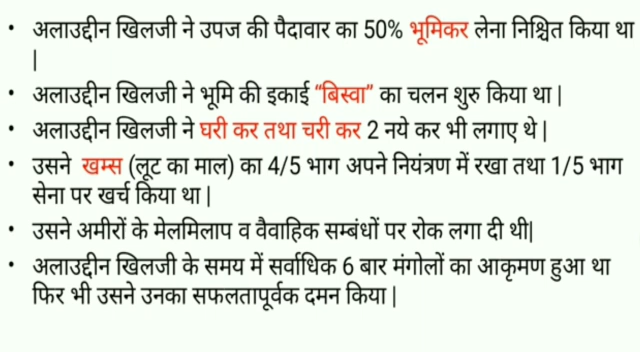 • अलाउद्दीन खिलजी ने उपज की पैदावार का 50% भूमिकर लेना निश्चित किया था
|
• अलाउद्दीन खिलजी ने भूमि की इकाई “बिस्वा” का चलन शुरु किया था |
• अलाउद्दीन खिलजी ने घरी कर तथा चरी कर 2 नये कर भी लगाए थे |
• उसने खम्स (लूट का माल) का 4/5 भाग अपने नियंत्रण में रखा तथा 1/5 भाग
सेना पर खर्च किया था |
• उसने अमीरों के मेलमिलाप व वैवाहिक सम्बंधों पर रोक लगा दी थी|
• अलाउद्दीन खिलजी के समय में सर्वाधिक 6 बार मंगोलों का आकृमण हुआ था
फिर भी उसने उनका सफलतापूर्वक दमन किया |